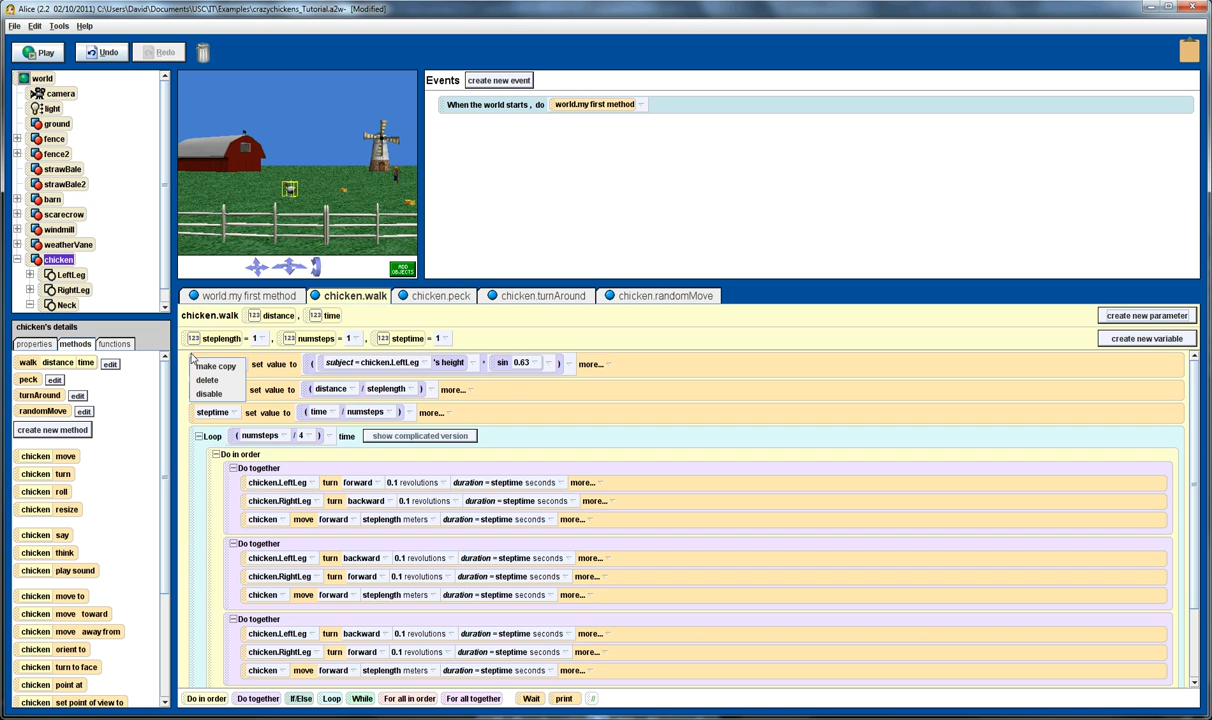 Alice (2.2 02/10/2011) C:\Users\David\Documents\USC\IT\Examples\crazychickens_Tutorial.a2w- [Modified]
File Edit Tools Help
Play Undo Redo
world
camera
light
ground
fence
fence2
strawBale
strawBale2
barn
scarecrow
windmill
weatherVane
chicken
LeftLeg
RightLeg
Neck
ADD OBJECTS
Events create new event
When the world starts, do world.my first method
chicken's details
properties methods functions
walk distance time edit
peck edit
turnAround edit
randomMove edit
create new method
chicken move
chicken turn
chicken roll
chicken resize
chicken say
chicken think
chicken play sound
chicken move to
chicken move toward
chicken move away from
chicken orient to
chicken turn to face
chicken point at
chicken set point of view to
world.my first method chicken.walk chicken.peck chicken.turnAround chicken.randomMove
chicken.walk 123 distance, 123 time create new parameter
123 steplength = 1, 123 numsteps = 1, 123 steptime = 1 create new variable
make copy
delete
disable
set value to ( subject = chicken.LeftLeg 's height * sin 0.63 ) more...
set value to ( distance / steplength ) more...
steptime set value to ( time / numsteps ) more...
Loop ( numsteps / 4 ) time show complicated version
Do in order
Do together
chicken.LeftLeg turn forward 0.1 revolutions duration = steptime seconds more...
chicken.RightLeg turn backward 0.1 revolutions duration = steptime seconds more...
chicken move forward steplength meters duration = steptime seconds more...
Do together
chicken.LeftLeg turn backward 0.1 revolutions duration = steptime seconds more...
chicken.RightLeg turn forward 0.1 revolutions duration = steptime seconds more...
chicken move forward steplength meters duration = steptime seconds more...
Do together
chicken.LeftLeg turn backward 0.1 revolutions duration = steptime seconds more...
chicken.RightLeg turn forward 0.1 revolutions duration = steptime seconds more...
chicken move forward steplength meters duration = steptime seconds more...
Do in order Do together If/Else Loop While For all in order For all together Wait print //